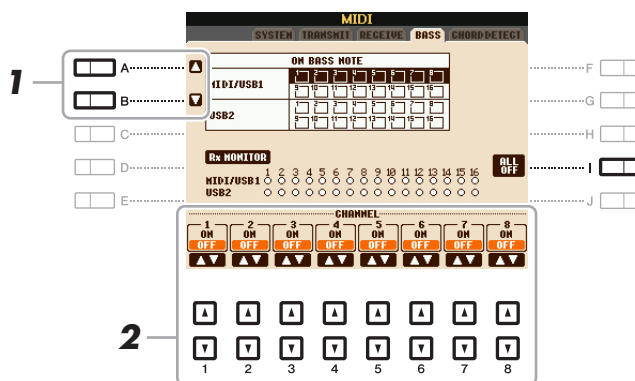 MIDI
SYSTEM TRANSMIT RECEIVE BASS CHORD DETECT
1
A
B
C
D
E
F
G
H
I
J
ON BASS NOTE
MIDI/USB1
1 2 3 4 5 6 7 8
9 10 11 12 13 14 15 16
USB2
1 2 3 4 5 6 7 8
9 10 11 12 13 14 15 16
Rx MONITOR
1 2 3 4 5 6 7 8 9 10 11 12 13 14 15 16
MIDI/USB1
USB2
ALL
OFF
CHANNEL
1 2 3 4 5 6 7 8
ON ON ON ON ON ON ON ON
OFF OFF OFF OFF OFF OFF OFF OFF
2
1 2 3 4 5 6 7 8